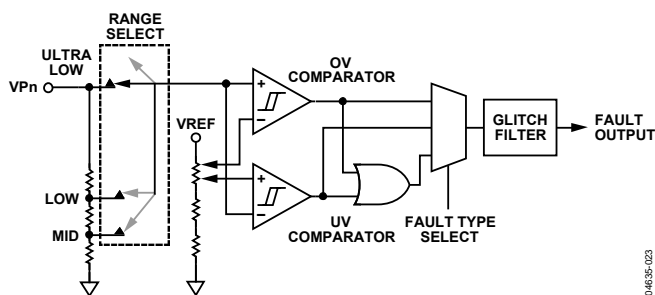 RANGE
SELECT
ULTRA
LOW
VPn
LOW
MID
VREF
OV
COMPARATOR
+
−
+
−
UV
COMPARATOR
FAULT TYPE
SELECT
GLITCH
FILTER
FAULT
OUTPUT
04635-023